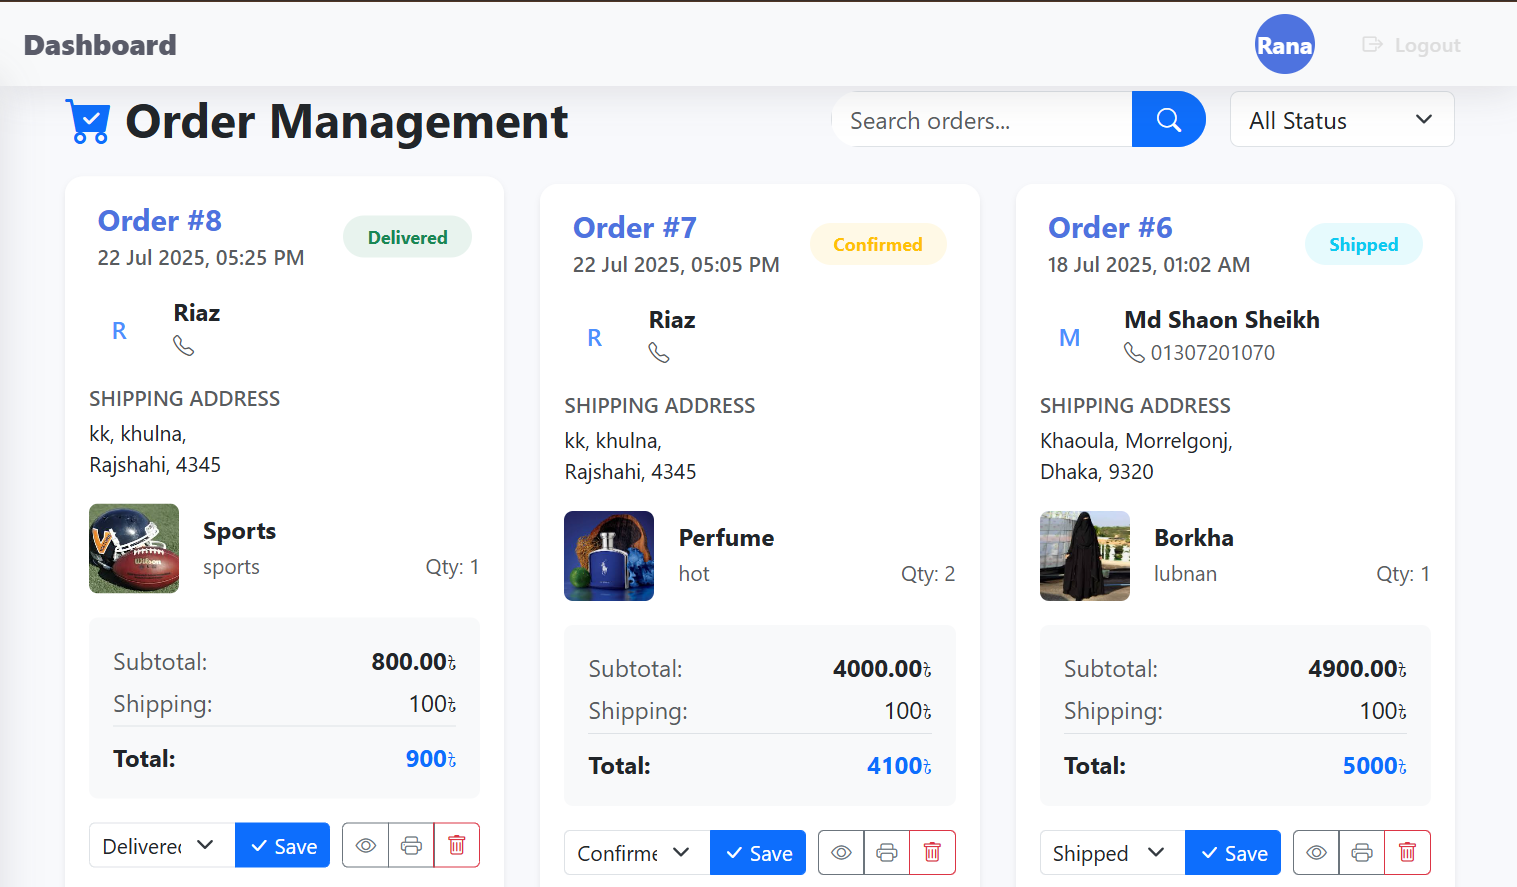 Dashboard
Rana
Logout
Order Management
Search orders...
All Status
Order #8
Delivered
22 Jul 2025, 05:25 PM
R
Riaz
SHIPPING ADDRESS
kk, khulna,
Rajshahi, 4345
Sports
sports
Qty: 1
Subtotal:
800.00৳
Shipping:
100৳
Total:
900৳
Delivered
Save
Order #7
Confirmed
22 Jul 2025, 05:05 PM
R
Riaz
SHIPPING ADDRESS
kk, khulna,
Rajshahi, 4345
Perfume
hot
Qty: 2
Subtotal:
4000.00৳
Shipping:
100৳
Total:
4100৳
Confirme
Save
Order #6
Shipped
18 Jul 2025, 01:02 AM
M
Md Shaon Sheikh
01307201070
SHIPPING ADDRESS
Khaoula, Morrelgonj,
Dhaka, 9320
Borkha
lubnan
Qty: 1
Subtotal:
4900.00৳
Shipping:
100৳
Total:
5000৳
Shipped
Save